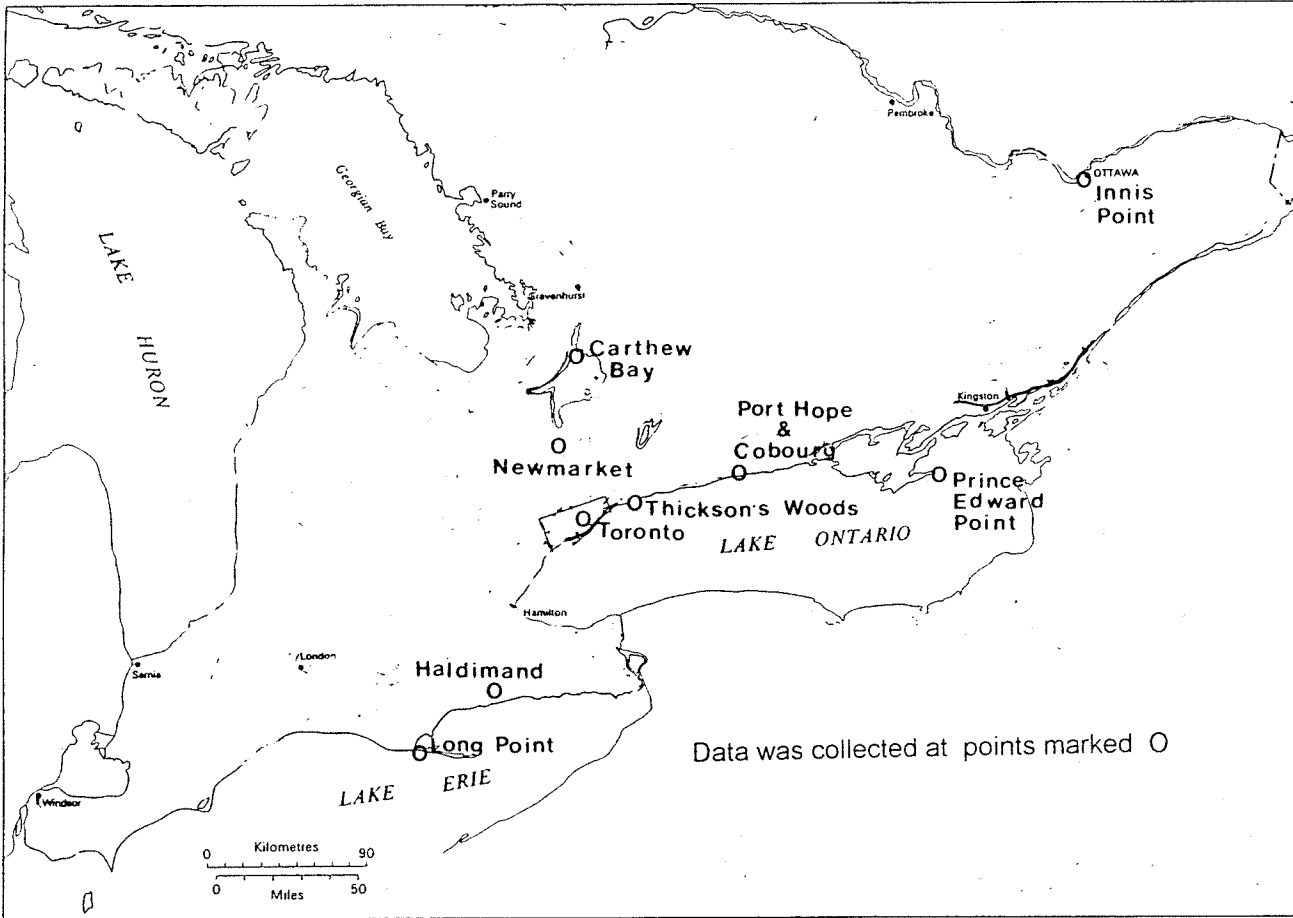 Pembroke
OTTAWA
Innis
Point
Georgian Bay
Parry
Sound
LAKE
HURON
Gravenhurst
Carthew
Bay
Kingston
Port Hope
&
Cobourg
Newmarket
Prince
Edward
Point
Thickson's Woods
Toronto
LAKE ONTARIO
Hamilton
London
Sarnia
Haldimand
Long Point
Data was collected at points marked O
LAKE ERIE
Windsor
Kilometres
0 90
0 50
Miles